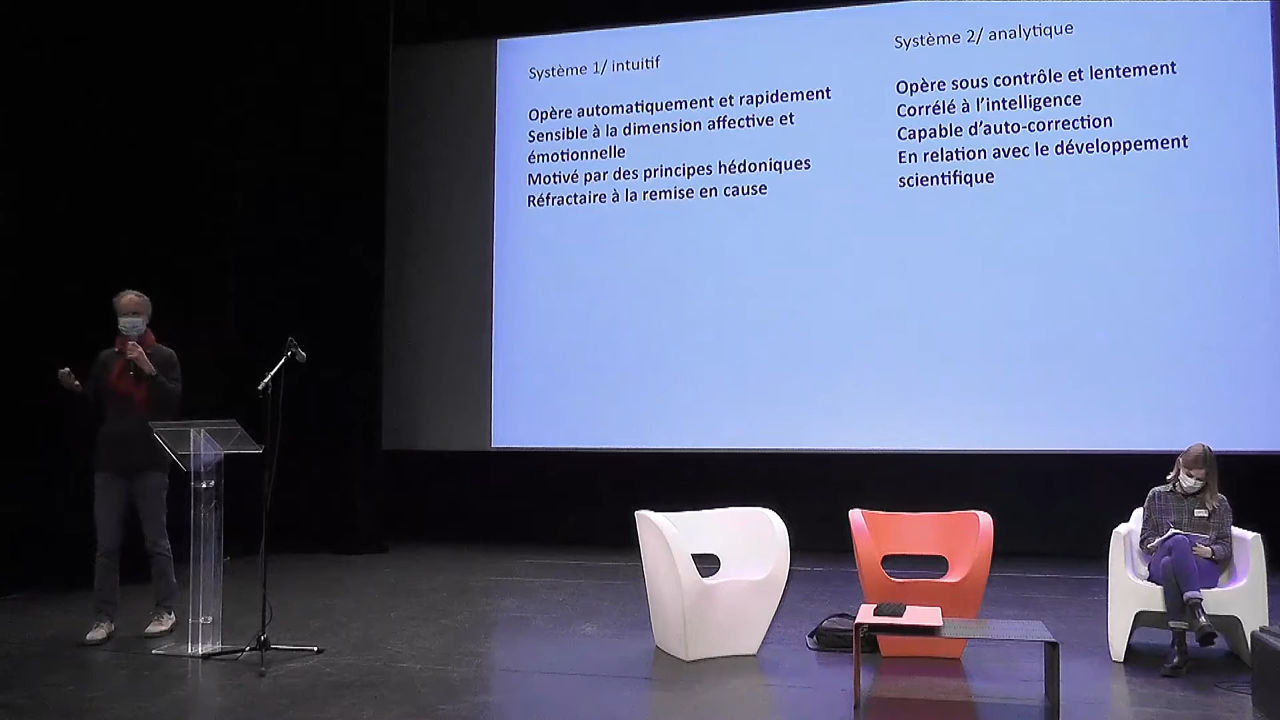 Système 1/ intuitif
Opère automatiquement et rapidement
Sensible à la dimension affective et
émotionnelle
Motivé par des principes hédoniques
Réfractaire à la remise en cause
Système 2/ analytique
Opère sous contrôle et lentement
Corrélé à l'intelligence
Capable d'auto-correction
En relation avec le développement
scientifique